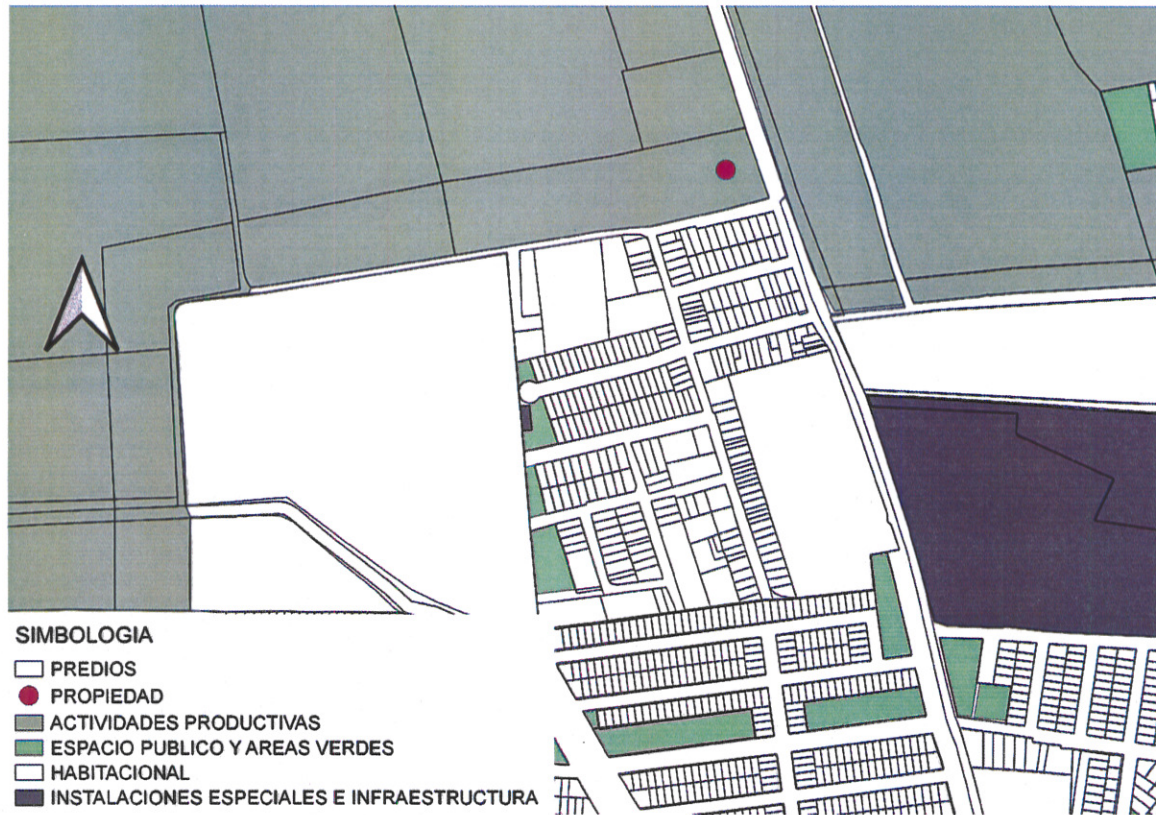 SIMBOLOGIA
PREDIOS
PROPIEDAD
ACTIVIDADES PRODUCTIVAS
ESPACIO PUBLICO Y AREAS VERDES
HABITACIONAL
INSTALACIONES ESPECIALES E INFRAESTRUCTURA